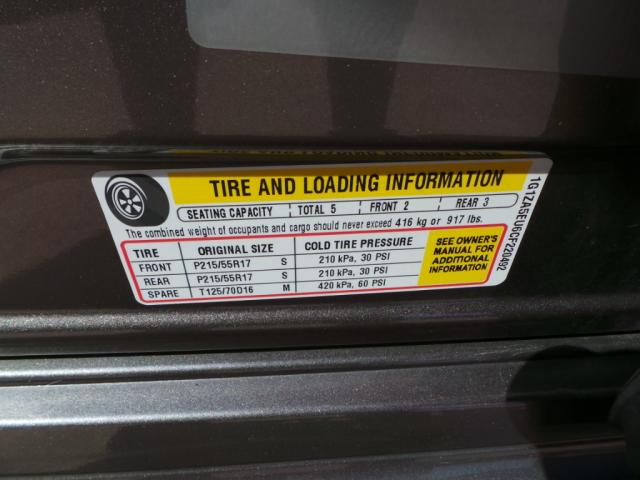 TIRE AND LOADING INFORMATION
SEATING CAPACITY TOTAL 5 FRONT 2 REAR 3
The combined weight of occupants and cargo should never exceed 416 kg or 917 lbs.
TIRE ORIGINAL SIZE COLD TIRE PRESSURE
FRONT P215/55R17 S 210 kPa, 30 PSI
REAR P215/55R17 S 210 kPa, 30 PSI
SPARE T125/70D16 M 420 kPa, 60 PSI
SEE OWNER'S
MANUAL FOR
ADDITIONAL
INFORMATION
1G1ZA5EU6CF220492